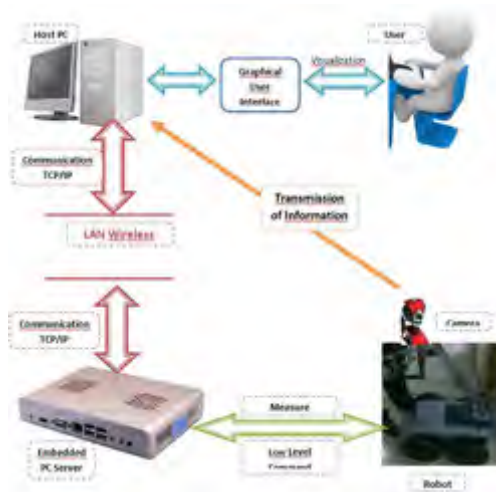 Host PC
User
Graphical
User
Interface
Visualization
Communication
TCP/IP
Transmission
of Information
LAN Wireless
Communication
TCP/IP
Camera
Measure
Low Level
Command
Embedded
PC Server
Robot